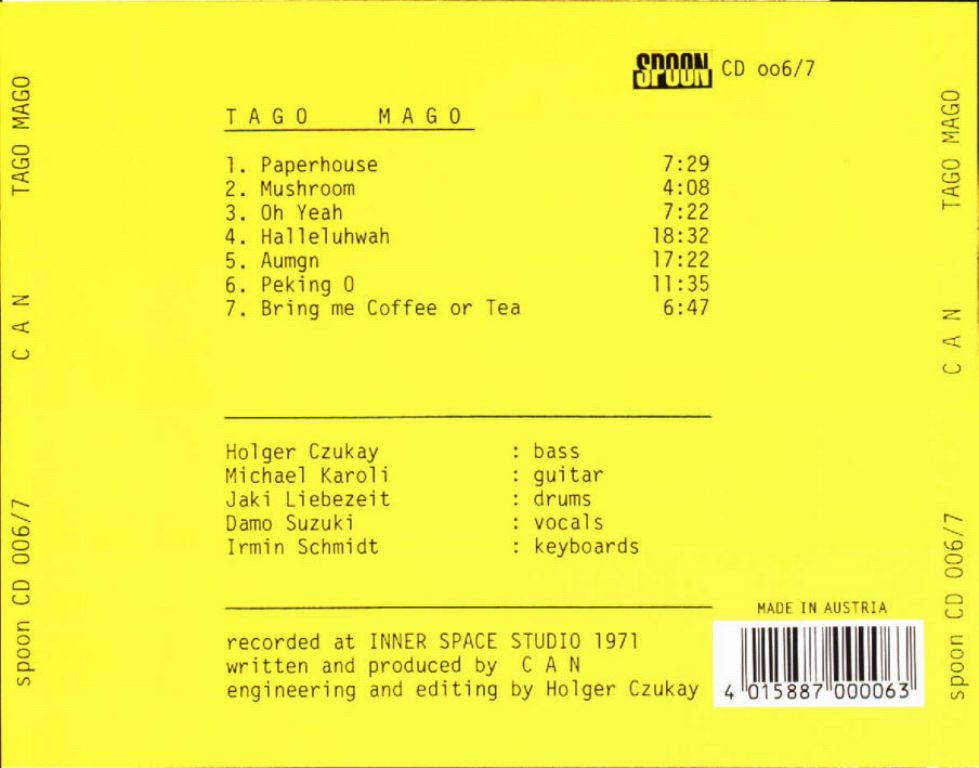 SPOON CD oo6/7
TAGO MAGO
1. Paperhouse 7:29
2. Mushroom 4:08
3. Oh Yeah 7:22
4. Halleluhwah 18:32
5. Aumgn 17:22
6. Peking O 11:35
7. Bring me Coffee or Tea 6:47
Holger Czukay : bass
Michael Karoli : guitar
Jaki Liebezeit : drums
Damo Suzuki : vocals
Irmin Schmidt : keyboards
recorded at INNER SPACE STUDIO 1971
written and produced by C A N
engineering and editing by Holger Czukay
MADE IN AUSTRIA
4 015887 000063
spoon CD 006/7 C A N TAGO MAGO
spoon CD 006/7 C A N TAGO MAGO